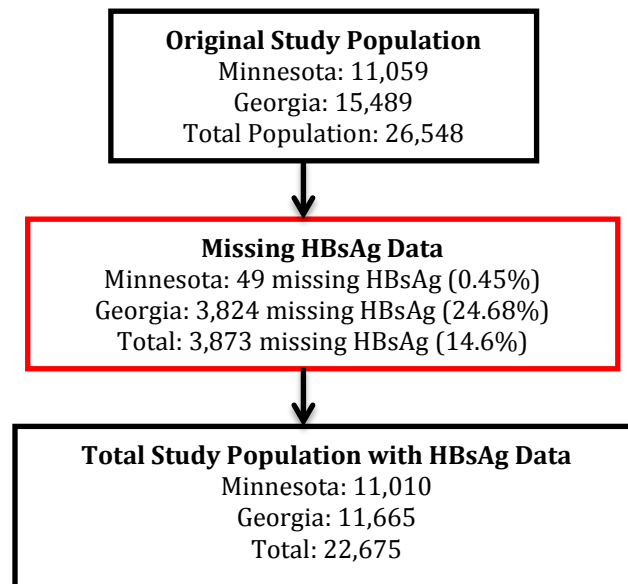 Original Study Population
Minnesota: 11,059
Georgia: 15,489
Total Population: 26,548
Missing HBsAg Data
Minnesota: 49 missing HBsAg (0.45%)
Georgia: 3,824 missing HBsAg (24.68%)
Total: 3,873 missing HBsAg (14.6%)
Total Study Population with HBsAg Data
Minnesota: 11,010
Georgia: 11,665
Total: 22,675